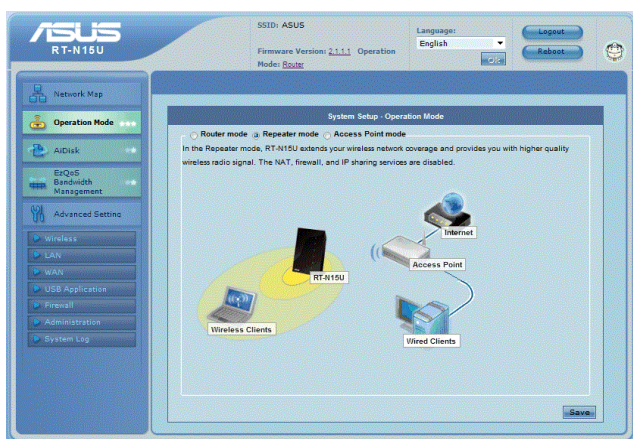 ASUS
RT-N15U
SSID: ASUS
Firmware Version: 2.1.1.1 Operation
Mode: Router
Language:
English
Logout
Reboot
Network Map
Operation Mode
AiDisk
EzQoS
Bandwidth
Management
Advanced Setting
Wireless
LAN
WAN
USB Application
Firewall
Administration
System Log
System Setup - Operation Mode
Router mode Repeater mode Access Point mode
In the Repeater mode, RT-N15U extends your wireless network coverage and provides you with higher quality
wireless radio signal. The NAT, firewall, and IP sharing services are disabled.
Internet
Access Point
RT-N15U
Wireless Clients
Wired Clients
Save